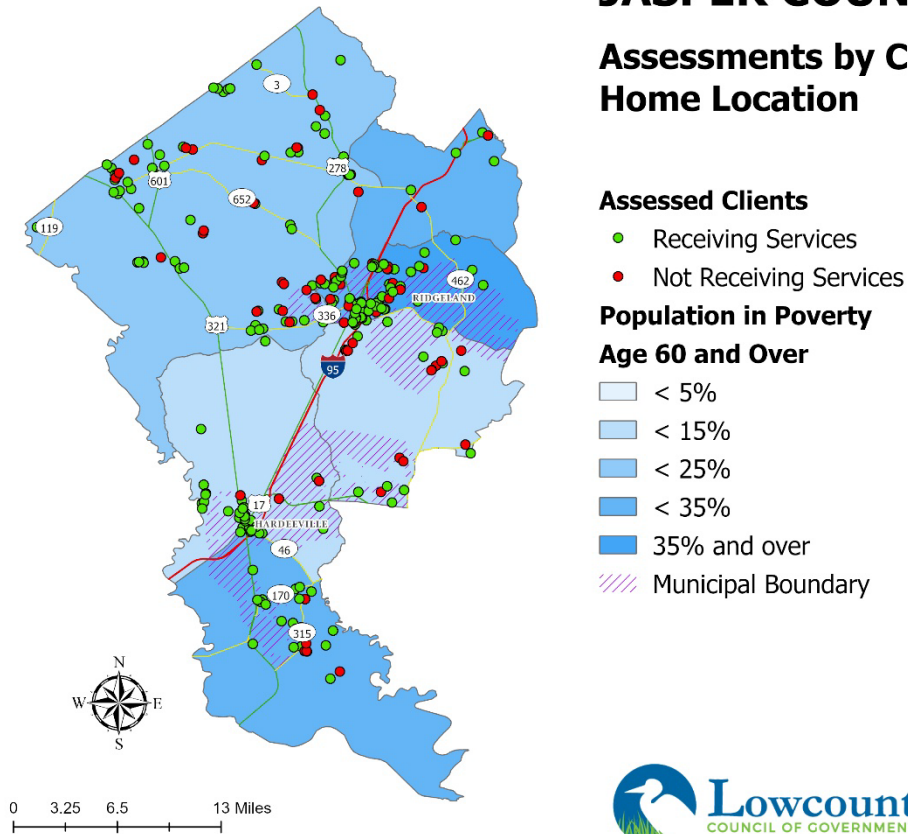 JASPER COUN
Assessments by C
Home Location
Assessed Clients
Receiving Services
Not Receiving Services
Population in Poverty
Age 60 and Over
< 5%
< 15%
< 25%
< 35%
35% and over
Municipal Boundary
3
278
601
652
119
462
RIDGELAND
336
321
95
17
HARDEEVILLE
46
170
315
N
W E
S
0 3.25 6.5 13 Miles
Lowcount
COUNCIL OF GOVERNMEN